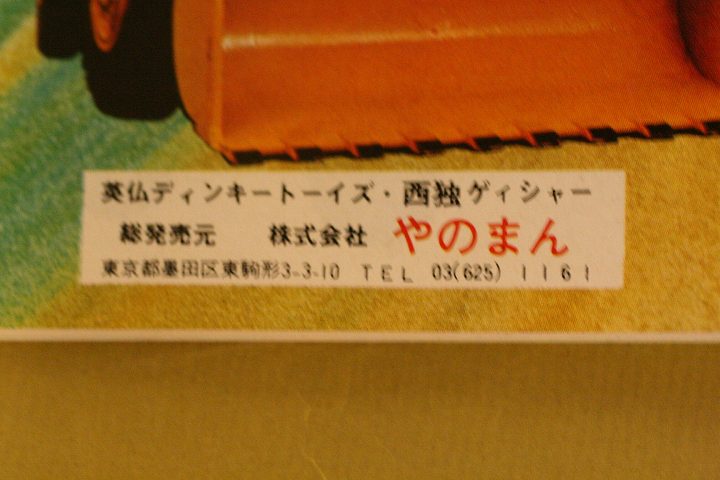 英仏ディンキートーイズ・西独ゲイシャー
総発売元 株式会社 やのまん
東京都墨田区東駒形3-3-10 TEL 03(625) 1161